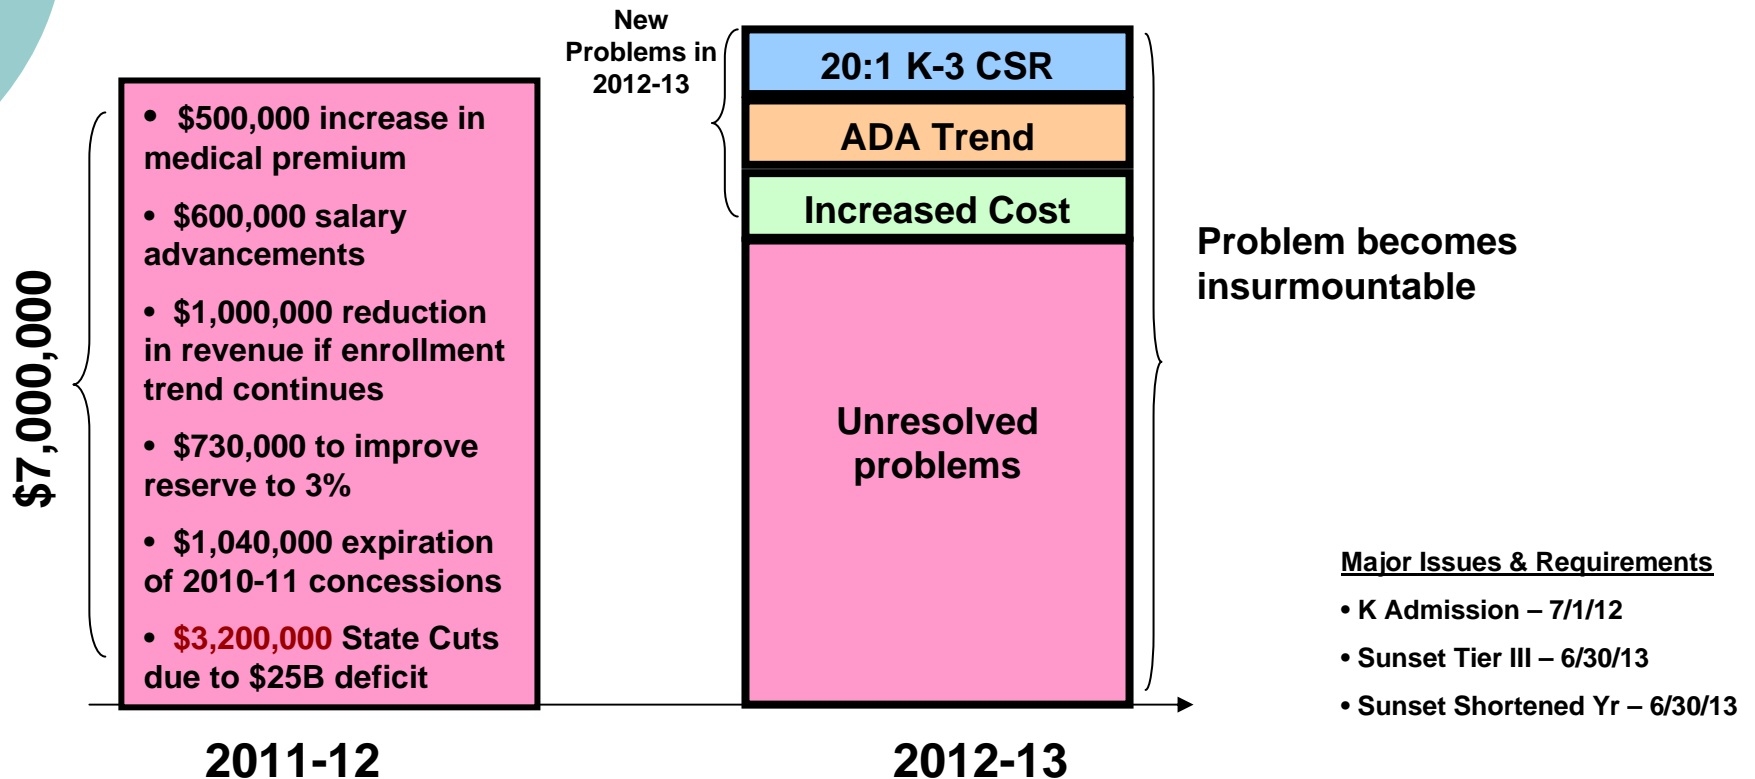 $7,000,000
• $500,000 increase in
medical premium
• $600,000 salary
advancements
• $1,000,000 reduction
in revenue if enrollment
trend continues
• $730,000 to improve
reserve to 3%
• $1,040,000 expiration
of 2010-11 concessions
• $3,200,000 State Cuts
due to $25B deficit
2011-12
New
Problems in
2012-13
20:1 K-3 CSR
ADA Trend
Increased Cost
Unresolved
problems
2012-13
Problem becomes
insurmountable
Major Issues & Requirements
• K Admission – 7/1/12
• Sunset Tier III – 6/30/13
• Sunset Shortened Yr – 6/30/13